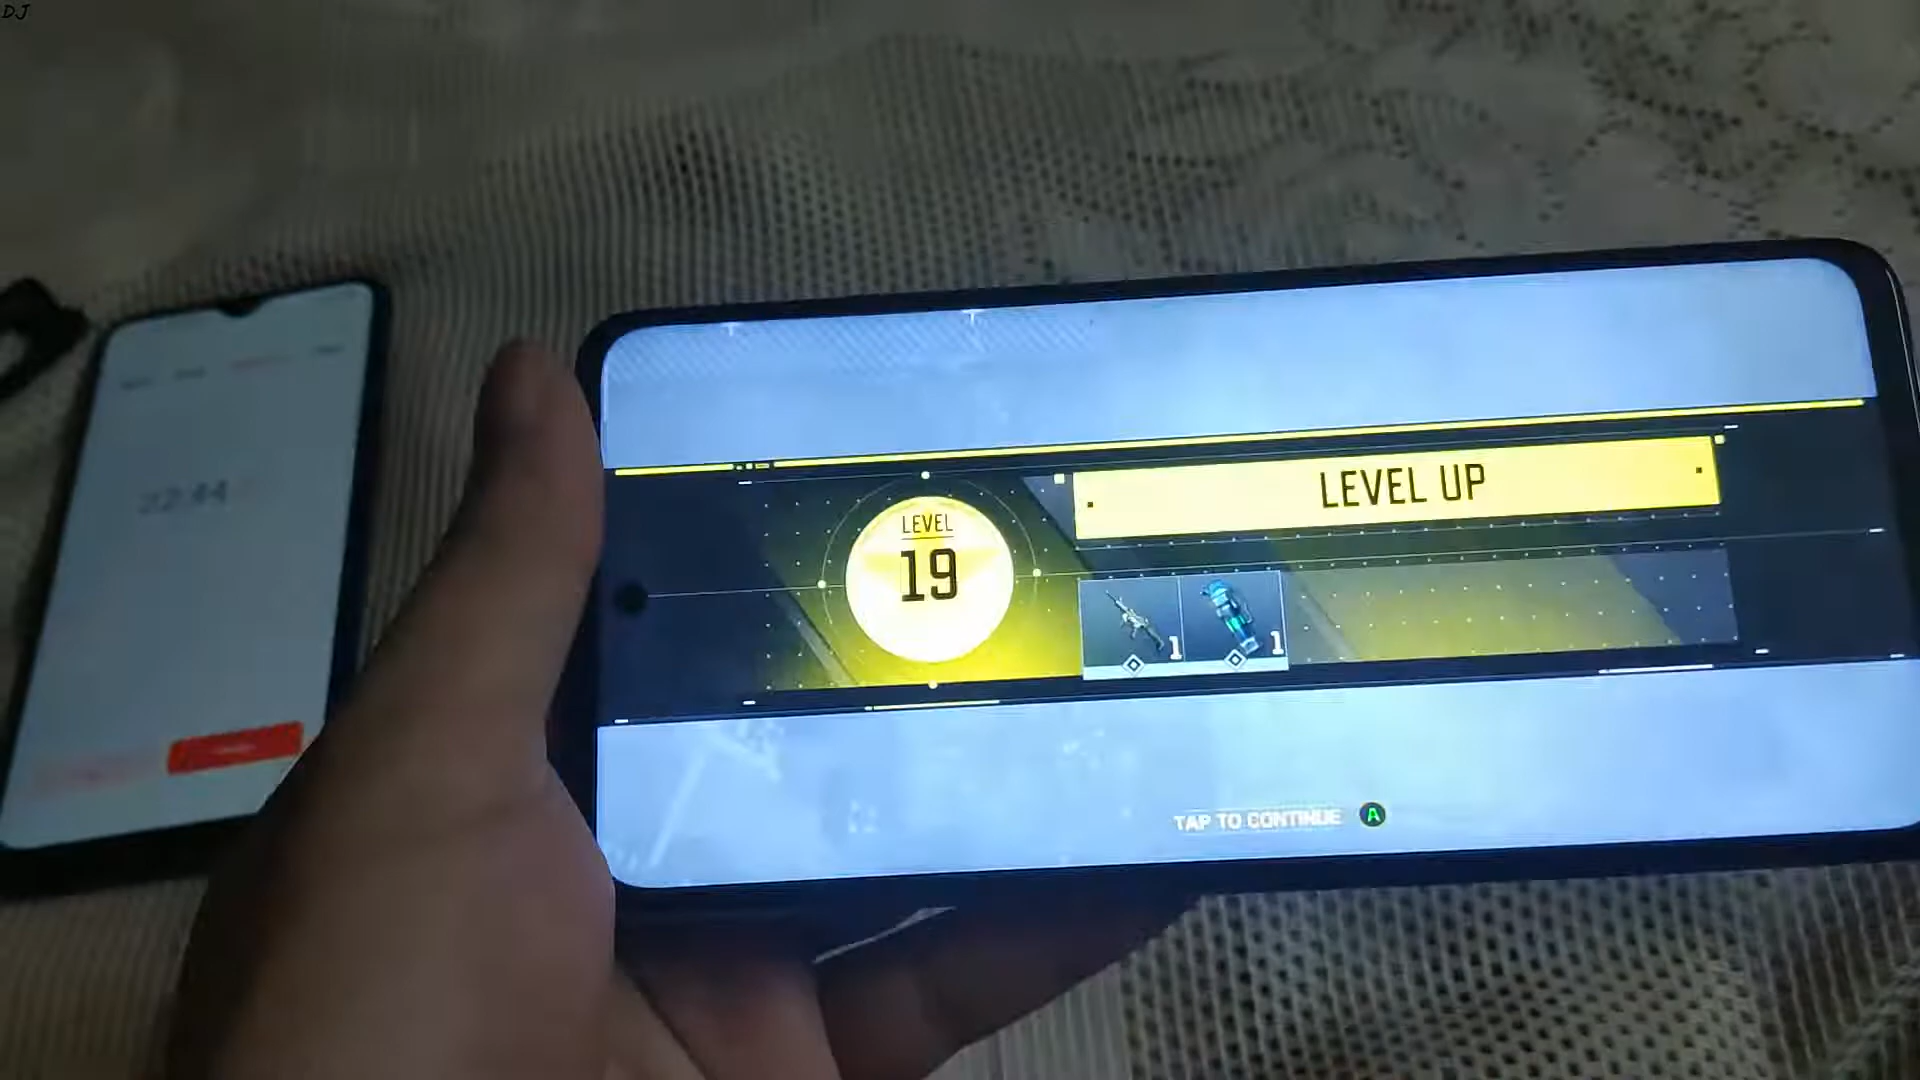 DJ
22:44
LEVEL UP
LEVEL
19
1
1
TAP TO CONTINUE A